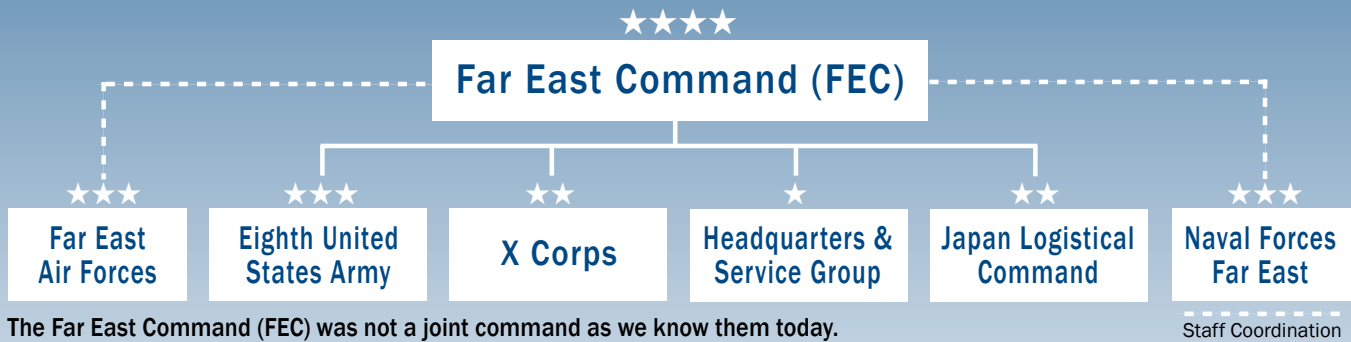 Far East Command (FEC)
Far East
Air Forces
Eighth United
States Army
X Corps
Headquarters &
Service Group
Japan Logistical
Command
Naval Forces
Far East
The Far East Command (FEC) was not a joint command as we know them today.
Staff Coordination